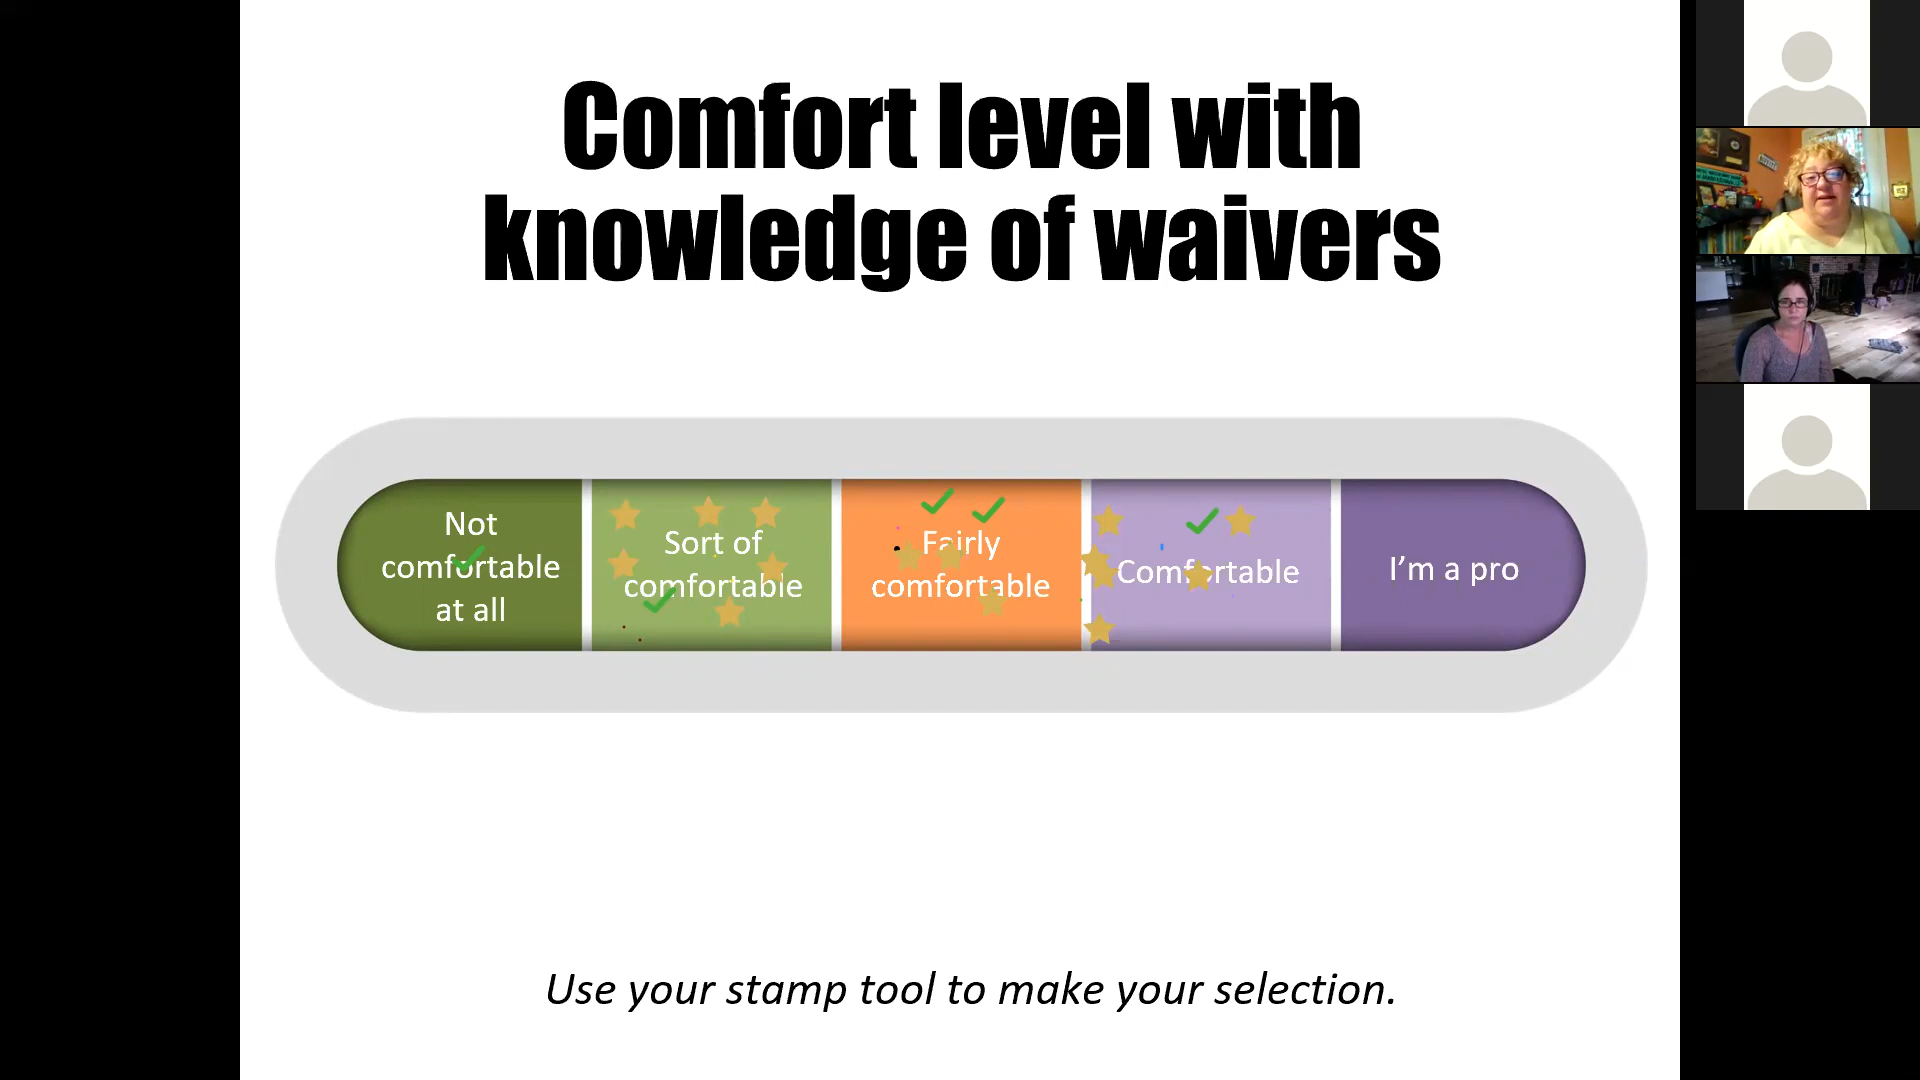 Comfort level with
knowledge of waivers
Not
comfortable
at all
Sort of
comfortable
Fairly
comfortable
Comfortable
I'm a pro
Use your stamp tool to make your selection.